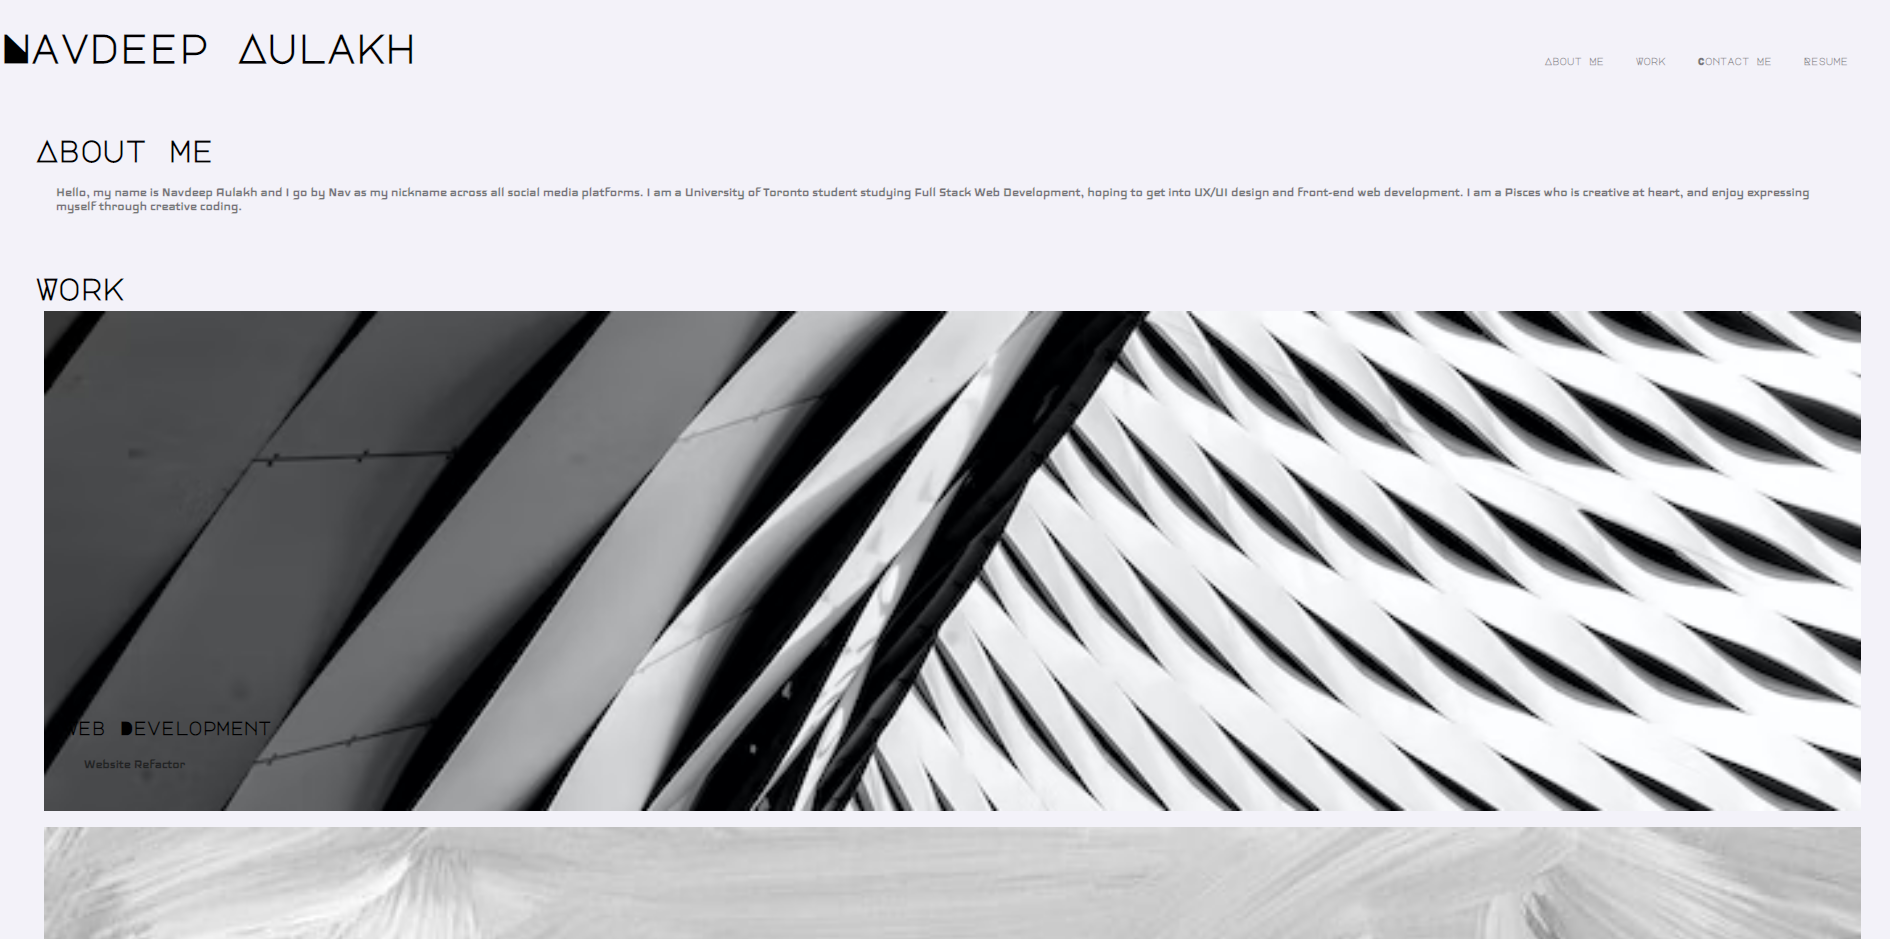 NAVDEEP AULAKH
ABOUT ME WORK CONTACT ME RESUME
ABOUT ME
Hello, my name is Navdeep Aulakh and I go by Nav as my nickname across all social media platforms. I am a University of Toronto student studying Full Stack Web Development, hoping to get into UX/UI design and front-end web development. I am a Pisces who is creative at heart, and enjoy expressing
myself through creative coding.
WORK
WEB DEVELOPMENT
Website Refactor